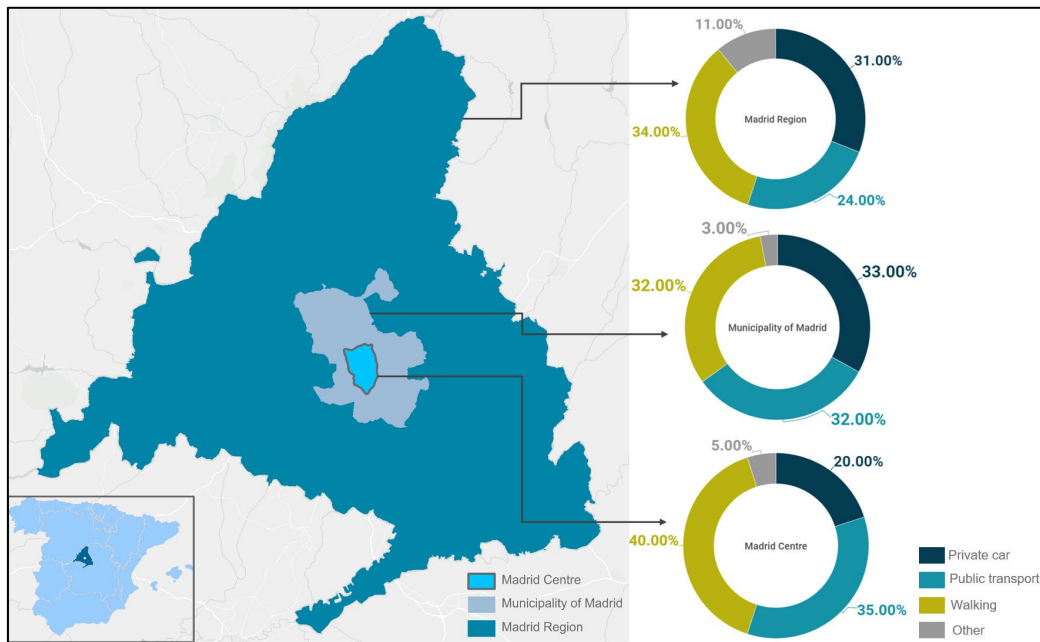 11.00%
31.00%
Madrid Region
34.00%
24.00%
3.00%
33.00%
32.00%
Municipality of Madrid
32.00%
5.00%
20.00%
40.00%
Madrid Centre
35.00%
Madrid Centre
Municipality of Madrid
Madrid Region
Private car
Public transport
Walking
Other